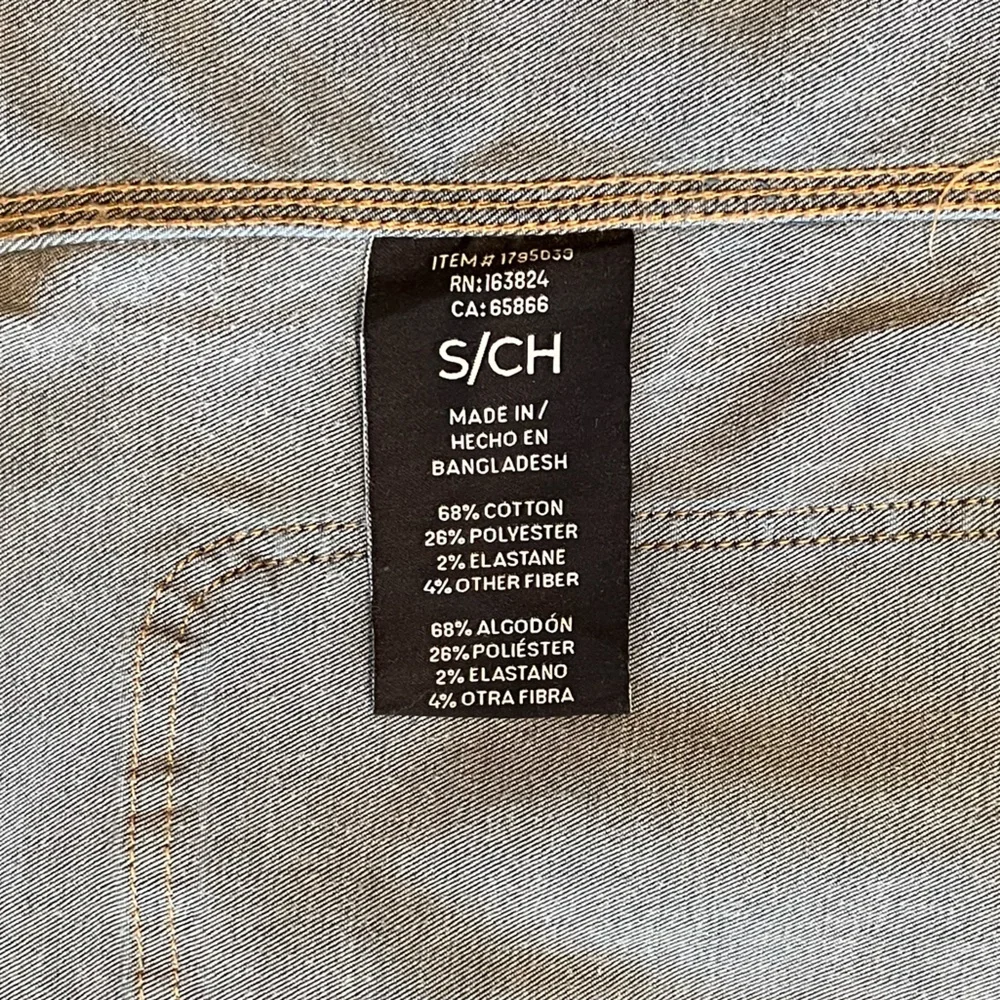 ITEM # 1795039
RN:163824
CA:65866
S/CH
MADE IN/
HECHO EN
BANGLADESH
68% COTTON
26% POLYESTER
2% ELASTANE
4% OTHER FIBER
68% ALGODÓN
26% POLIÉSTER
2% ELASTANO
4% OTRA FIBRA